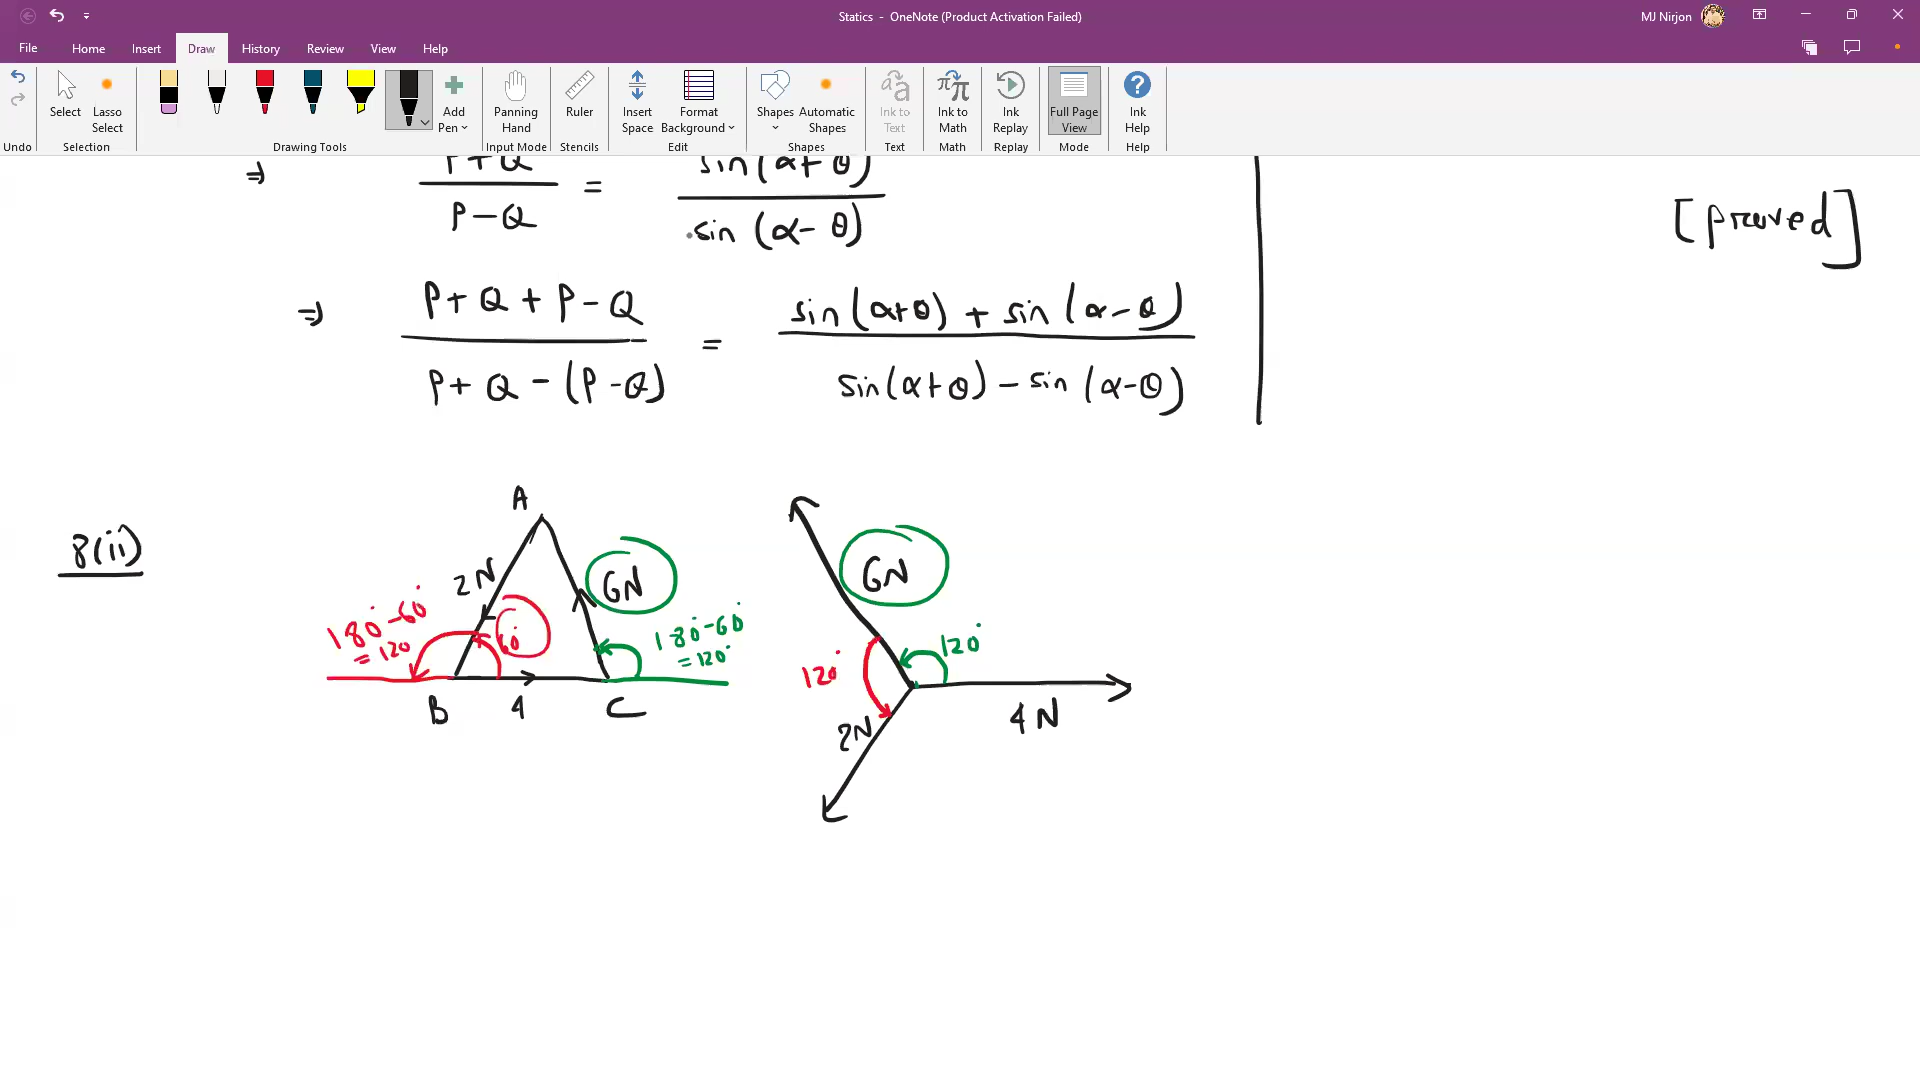 Statics - OneNote (Product Activation Failed)
MJ Nirjon
File Home Insert Draw History Review View Help
Select
Lasso Select
Add Pen
Panning Hand
Ruler
Insert Space
Format Background
Shapes
Automatic Shapes
Ink to Text
Ink to Math
Ink Replay
Full Page View
Ink Help
Undo Selection Drawing Tools Input Mode Stencils Edit Shapes Text Math Replay Mode Help
⇒ P+Q / P-Q = sin(α+θ) / sin(α-θ)
[proved]
⇒ P+Q+P-Q / P+Q-(P-Q) = sin(α+θ)+sin(α-θ) / sin(α+θ)-sin(α-θ)
8(ii)
A
2N
6N
180°-60°
=120
60°
180°-60°
=120°
B
4
C
6N
120°
120°
2N
4N